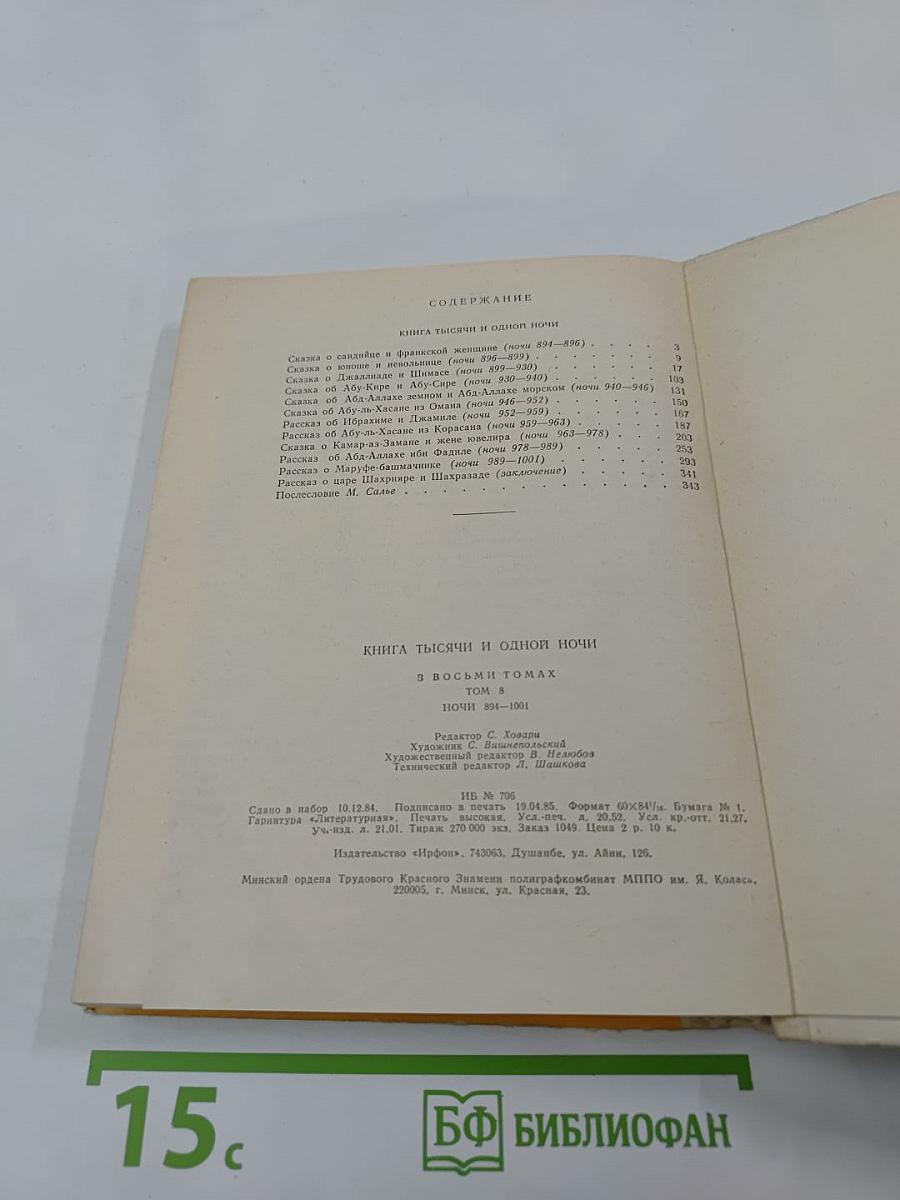 СОДЕРЖАНИЕ
КНИГА ТЫСЯЧИ И ОДНОЙ НОЧИ
Сказка о саидийце и франкской женщине (ночи 894—896) . . . . 3
Сказка о юноше и невольнице (ночи 896—899) . . . . . . . 9
Сказка о Джаллиаде и Шимасе (ночи 899—930) . . . . . . 17
Сказка об Абу-Кире и Абу-Сире (ночи 930—940) . . . . . . 103
Сказка об Абд-Аллахе земном и Абд-Аллахе морском (ночи 940—946) 131
Сказка об Абу-ль-Хасане из Омана (ночи 946—952) . . . . . . 150
Рассказ об Ибрахиме и Джамиле (ночи 952—959) . . . . . . 167
Рассказ об Абу-ль-Хасане из Корасана (ночи 959—963) . . . . . 187
Сказка о Камар-аз-Замане и жене ювелира (ночи 963—978) . . . 203
Рассказ об Абд-Аллахе ибн Фадиле (ночи 978—989) . . . . . 253
Рассказ о Маруфе-башмачнике (ночи 989—1001) . . . . . . 293
Рассказ о царе Шахрияре и Шахразаде (заключение) . . . . . 341
Послесловие М. Салье . . . . . . . . . . . . . . 343
КНИГА ТЫСЯЧИ И ОДНОЙ НОЧИ
В ВОСЬМИ ТОМАХ
ТОМ 8
НОЧИ 894—1001
Редактор С. Ховари
Художник С. Вишнепольский
Художественный редактор В. Нелюбов
Технический редактор Л. Шашкова
ИБ № 706
Сдано в набор 10.12.84. Подписано в печать 19.04.85. Формат 60×84¹/₁₆. Бумага № 1.
Гарнитура «Литературная». Печать высокая. Усл.-печ. л. 20,52. Усл. кр.-отт. 21,27.
Уч.-изд. л. 21,01. Тираж 270 000 экз. Заказ 1049. Цена 2 р. 10 к.
Издательство «Ирфон». 743063, Душанбе, ул. Айни, 126.
Минский ордена Трудового Красного Знамени полиграфкомбинат МППО им. Я. Коласа,
220005, г. Минск, ул. Красная, 23.
15 с
БФ БИБЛИОФАН